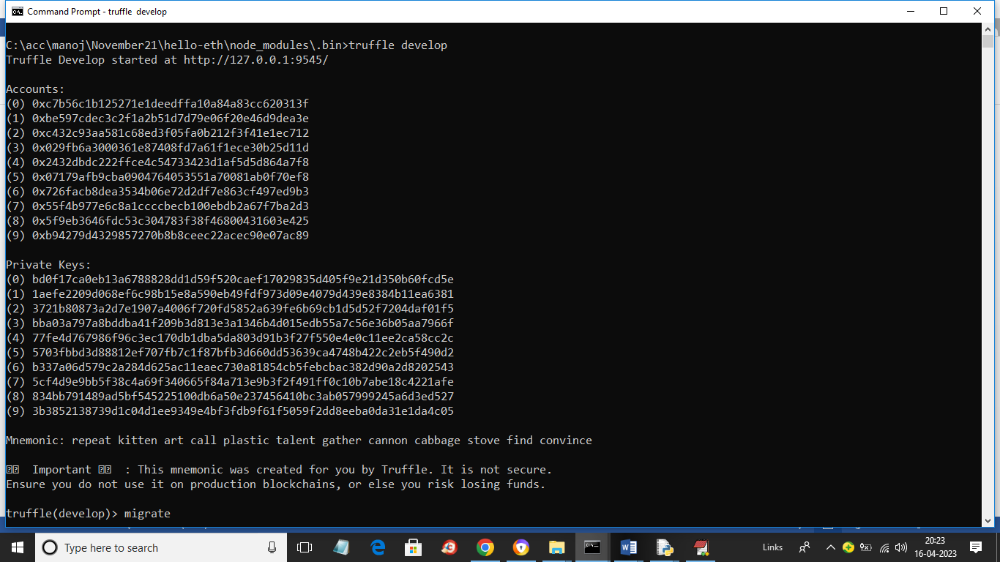 Command Prompt - truffle develop
C:\acc\manoj\November21\hello-eth\node_modules\.bin>truffle develop
Truffle Develop started at http://127.0.0.1:9545/
Accounts:
(0) 0xc7b56c1b125271e1deedffa10a84a83cc620313f
(1) 0xbe597cdec3c2f1a2b51d7d79e06f20e46d9dea3e
(2) 0xc432c93aa581c68ed3f05fa0b212f3f41e1ec712
(3) 0x029fb6a3000361e87408fd7a61f1ece30b25d11d
(4) 0x2432dbdc222ffce4c54733423d1af5d5d864a7f8
(5) 0x07179afb9cba0904764053551a70081ab0f70ef8
(6) 0x726facb8dea3534b06e72d2df7e863cf497ed9b3
(7) 0x55f4b977e6c8a1ccccbecb100ebdb2a67f7ba2d3
(8) 0x5f9eb3646fdc53c304783f38f46800431603e425
(9) 0xb94279d4329857270b8b8ceec22acec90e07ac89
Private Keys:
(0) bd0f17ca0eb13a6788828dd1d59f520caef17029835d405f9e21d350b60fcd5e
(1) 1aefe2209d068ef6c98b15e8a590eb49fdf973d09e4079d439e8384b11ea6381
(2) 3721b80873a2d7e1907a4006f720fd5852a639fe6b69cb1d5d52f7204daf01f5
(3) bba03a797a8bddba41f209b3d813e3a1346b4d015edb55a7c56e36b05aa7966f
(4) 77fe4d767986f96c3ec170db1dba5da803d91b3f27f550e4e0c11ee2ca58cc2c
(5) 5703fbbd3d88812ef707fb7c1f87bfb3d660dd53639ca4748b422c2eb5f490d2
(6) b337a06d579c2a284d625ac11eaec730a81854cb5febcbac382d90a2d8202543
(7) 5cf4d9e9bb5f38c4a69f340665f84a713e9b3f2f491ff0c10b7abe18c4221afe
(8) 834bb791489ad5bf545225100db6a50e237456410bc3ab057999245a6d3ed527
(9) 3b3852138739d1c04d1ee9349e4bf3fdb9f61f5059f2dd8eeba0da31e1da4c05
Mnemonic: repeat kitten art call plastic talent gather cannon cabbage stove find convince
Important : This mnemonic was created for you by Truffle. It is not secure.
Ensure you do not use it on production blockchains, or else you risk losing funds.
truffle(develop)> migrate
Type here to search
Links
20:23
16-04-2023